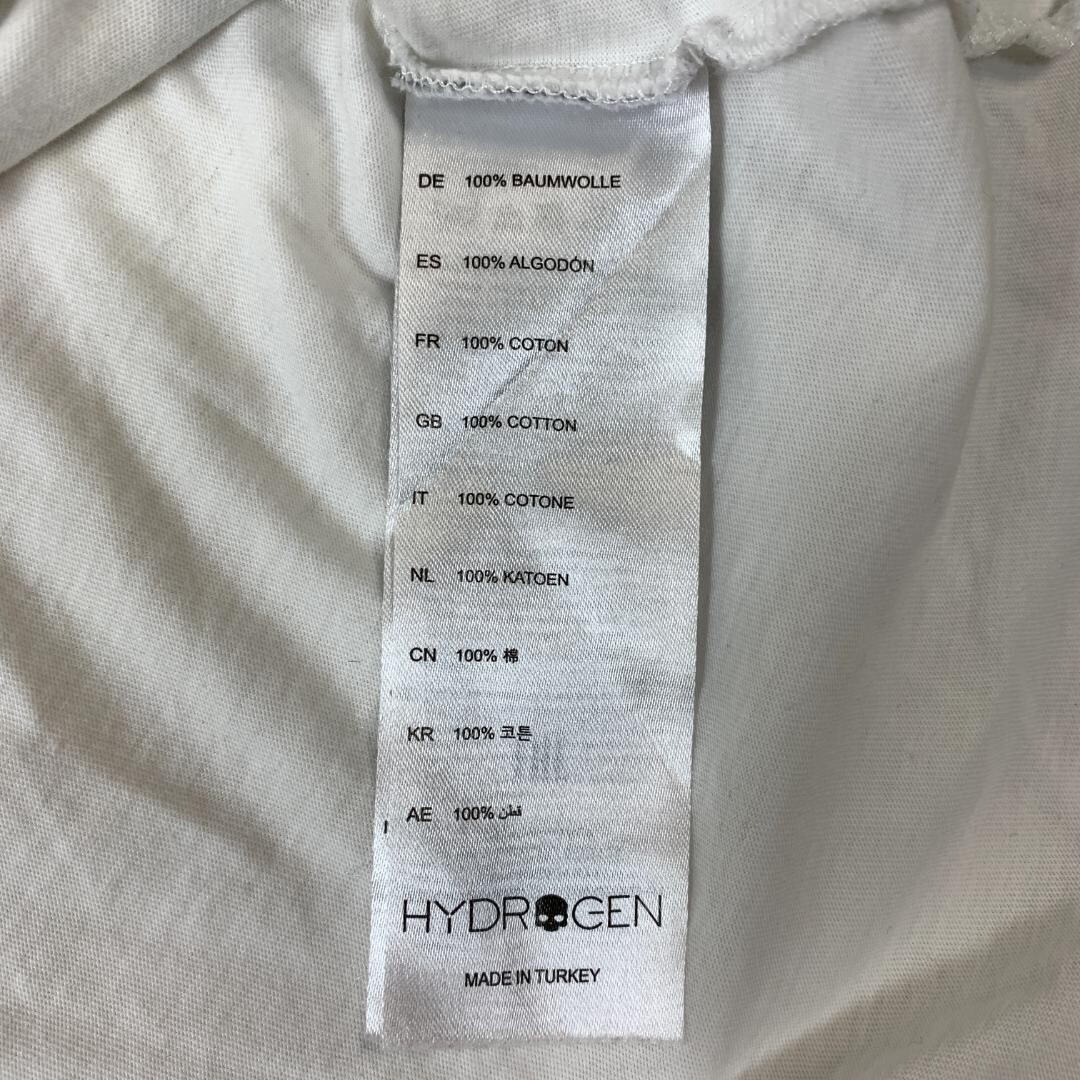 DE 100% BAUMWOLLE
ES 100% ALGODÓN
FR 100% COTON
GB 100% COTTON
IT 100% COTONE
NL 100% KATOEN
CN 100% 棉
KR 100% 코튼
AE 100% قطن
HYDROGEN
MADE IN TURKEY